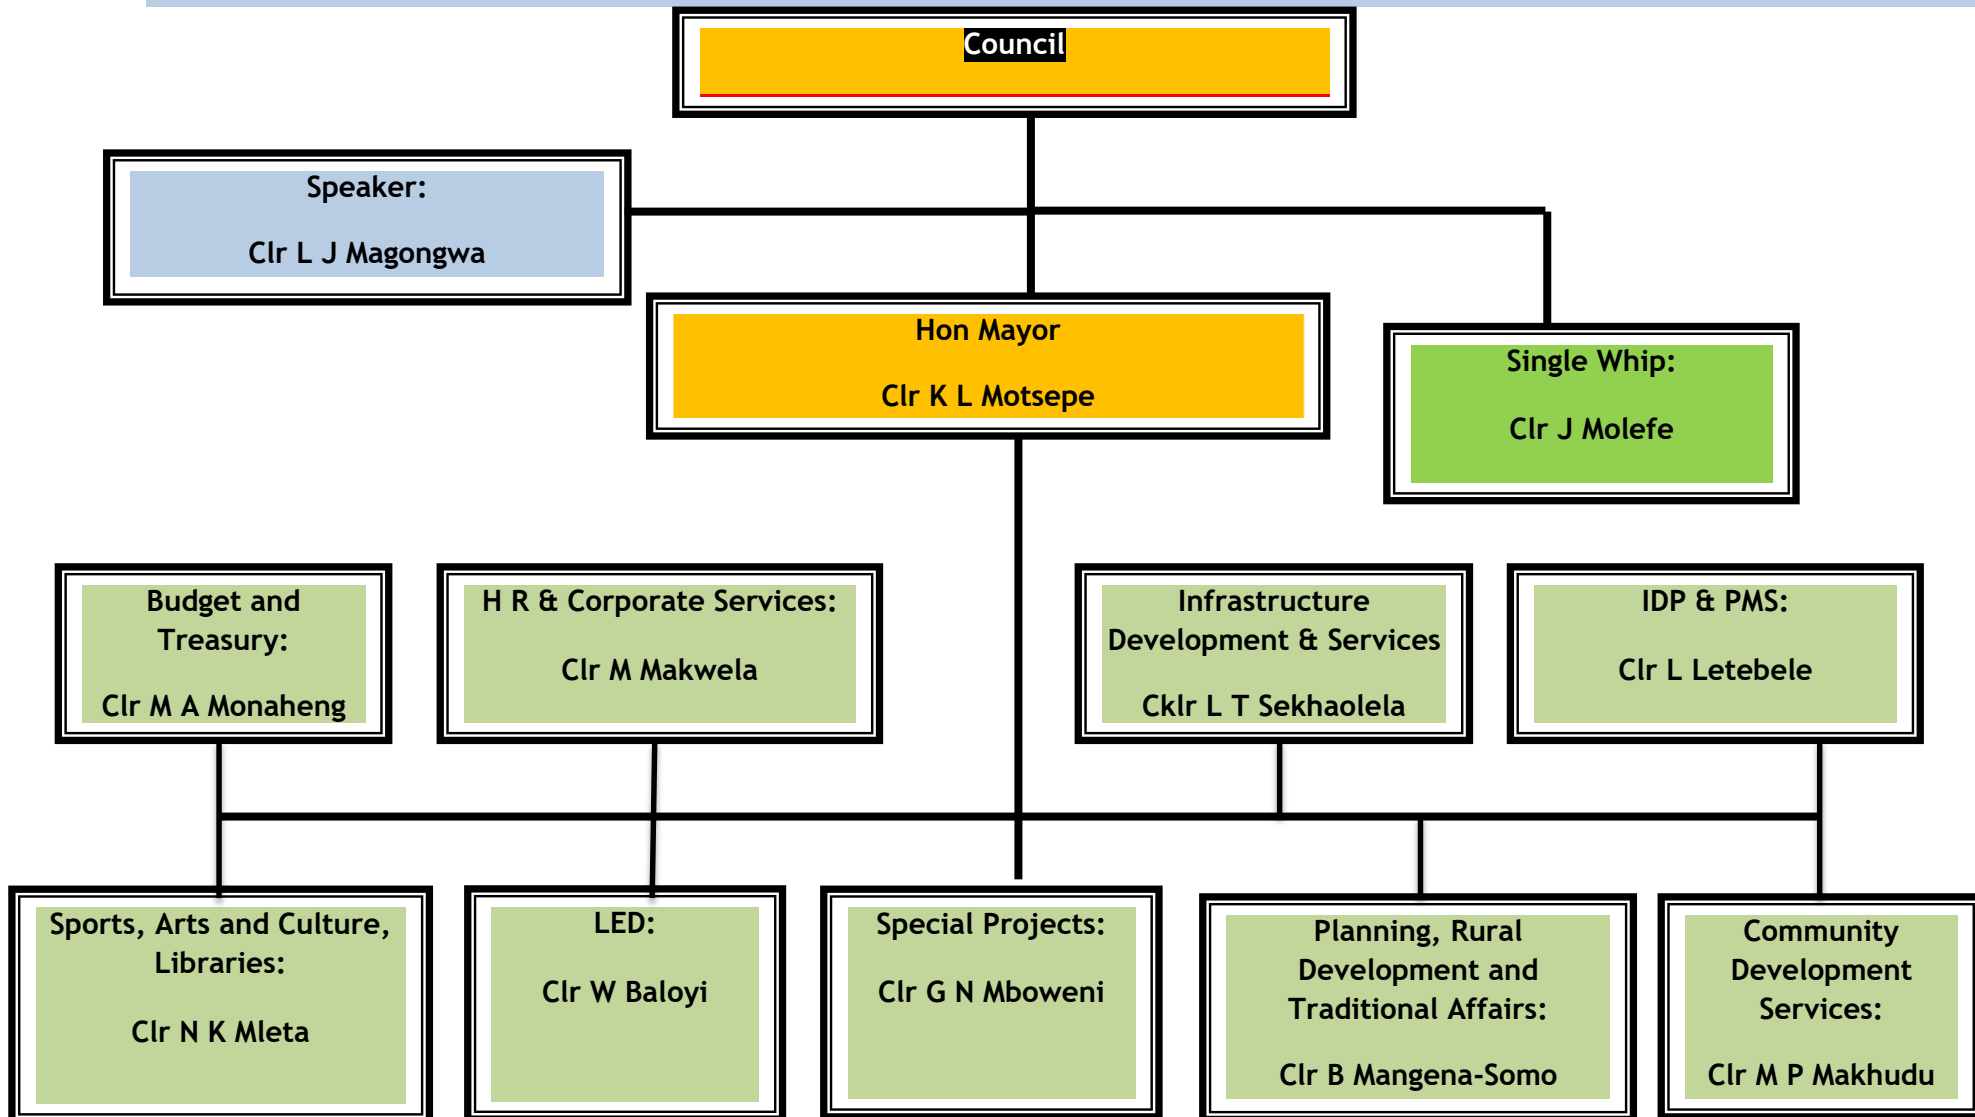 Council
Speaker:
Clr L J Magongwa
Hon Mayor
Clr K L Motsepe
Single Whip:
Clr J Molefe
Budget and
Treasury:
Clr M A Monaheng
H R & Corporate Services:
Clr M Makwela
Infrastructure
Development & Services
Cklr L T Sekhaolela
IDP & PMS:
Clr L Letebele
Sports, Arts and Culture,
Libraries:
Clr N K Mleta
LED:
Clr W Baloyi
Special Projects:
Clr G N Mboweni
Planning, Rural
Development and
Traditional Affairs:
Clr B Mangena-Somo
Community
Development
Services:
Clr M P Makhudu